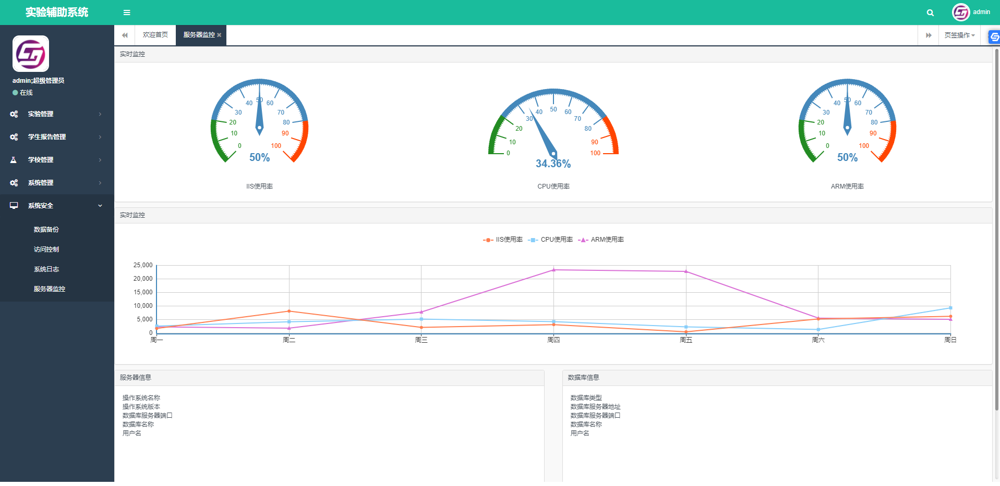 实验辅助系统
admin
admin;超级管理员
在线
实验管理
学生报告管理
学校管理
系统管理
系统安全
数据备份
访问控制
系统日志
服务器监控
欢迎首页
服务器监控
页签操作
实时监控
0
10
20
30
40
50
60
70
80
90
100
50%
IIS使用率
0
10
20
30
40
50
60
70
80
90
100
34.36%
CPU使用率
0
10
20
30
40
50
60
70
80
90
100
50%
ARM使用率
实时监控
IIS使用率 CPU使用率 ARM使用率
25,000
20,000
15,000
10,000
5,000
0
周一 周二 周三 周四 周五 周六 周日
服务器信息
操作系统名称
操作系统版本
数据库服务器端口
数据库名称
用户名
数据库信息
数据库类型
数据库服务器地址
数据库服务器端口
数据库名称
用户名